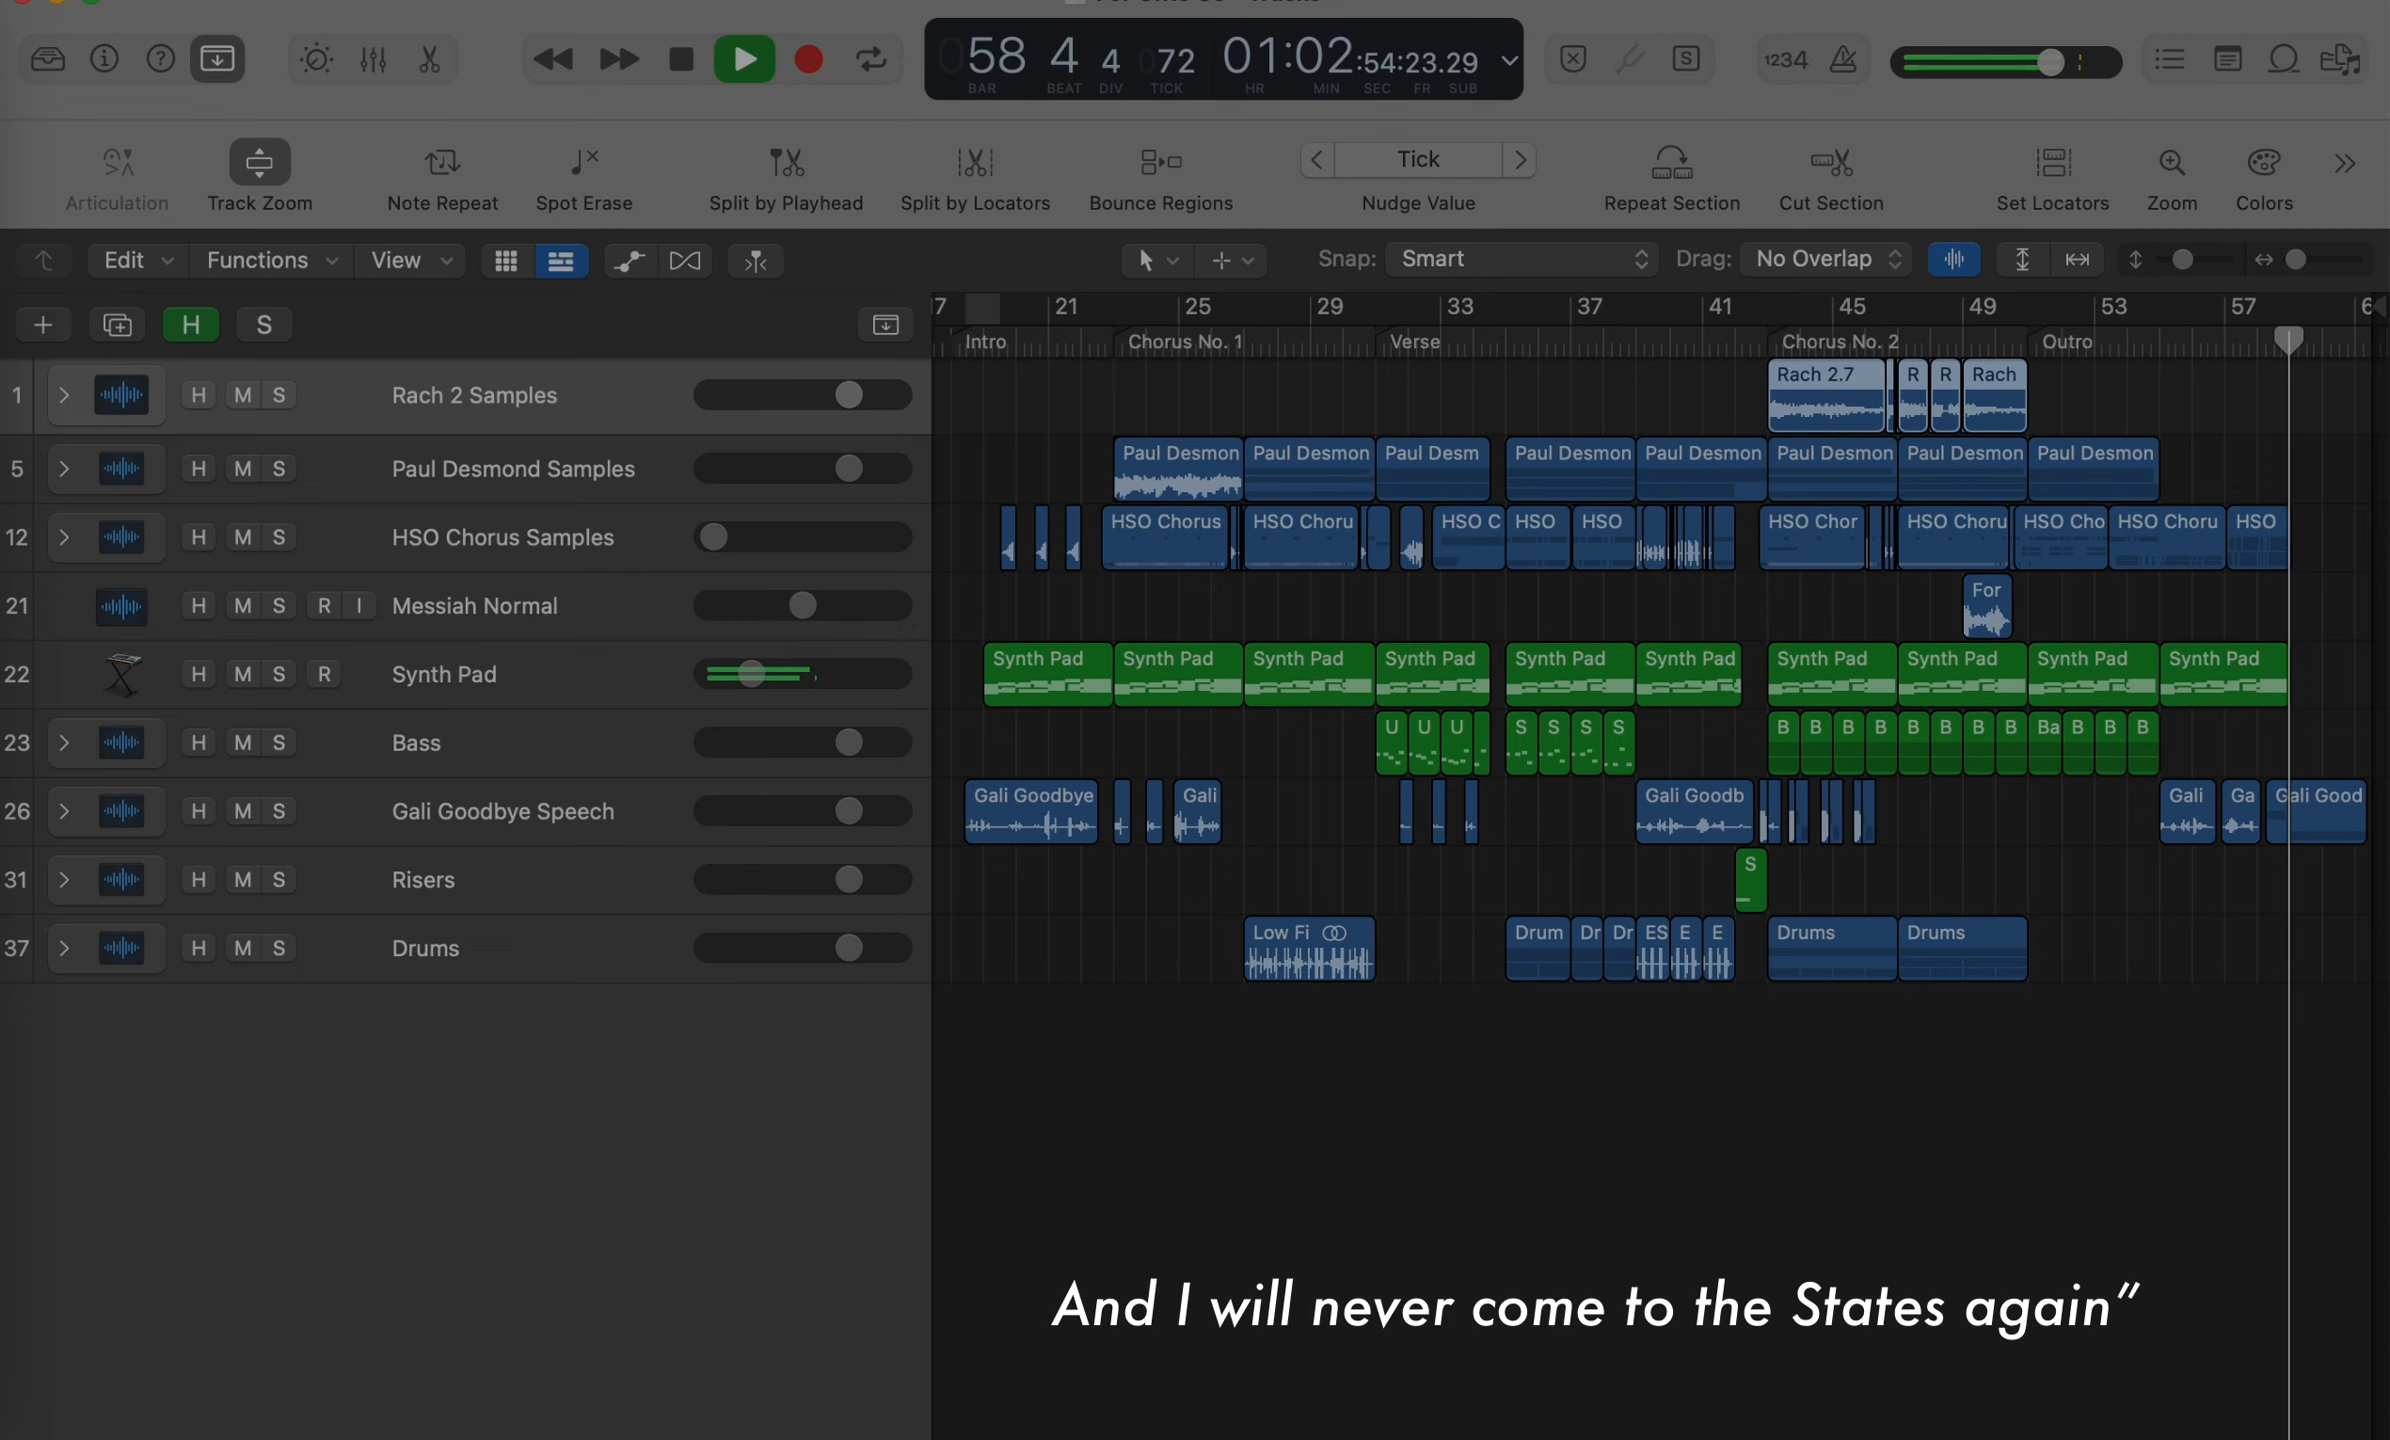 058 4 4 072 01:02:54:23.29
BAR BEAT DIV TICK HR MIN SEC FR SUB
S 1234
Articulation Track Zoom Note Repeat Spot Erase Split by Playhead Split by Locators Bounce Regions Tick Nudge Value Repeat Section Cut Section Set Locators Zoom Colors
Edit Functions View Snap: Smart Drag: No Overlap
H S
7 21 25 29 33 37 41 45 49 53 57 6
Intro Chorus No. 1 Verse Chorus No. 2 Outro
1 H M S Rach 2 Samples Rach 2.7 R R Rach
5 H M S Paul Desmond Samples Paul Desmon Paul Desmon Paul Desm Paul Desmon Paul Desmon Paul Desmon Paul Desmon Paul Desmon
12 H M S HSO Chorus Samples HSO Chorus HSO Choru HSO C HSO HSO HSO Chor HSO Choru HSO Cho HSO Choru HSO
21 H M S R I Messiah Normal For
22 H M S R Synth Pad Synth Pad Synth Pad Synth Pad Synth Pad Synth Pad Synth Pad Synth Pad Synth Pad Synth Pad Synth Pad
23 H M S Bass U U U S S S S B B B B B B B B Ba B B B
26 H M S Gali Goodbye Speech Gali Goodbye Gali Gali Goodb Gali Ga Gali Good
31 H M S Risers S
37 H M S Drums Low Fi Drum Dr Dr ES E E Drums Drums
And I will never come to the States again”